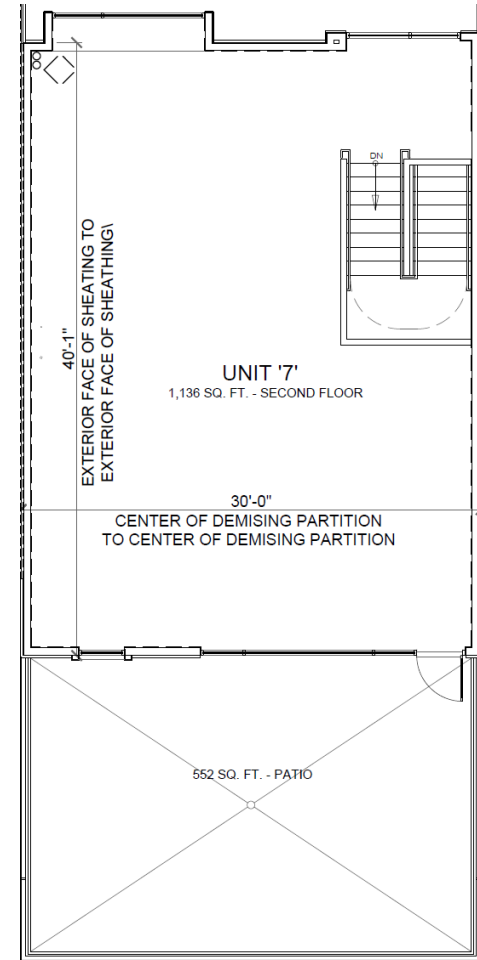 DN
40'-1"
EXTERIOR FACE OF SHEATING TO
EXTERIOR FACE OF SHEATHING\
UNIT '7'
1,136 SQ. FT. - SECOND FLOOR
30'-0"
CENTER OF DEMISING PARTITION
TO CENTER OF DEMISING PARTITION
552 SQ. FT. - PATIO